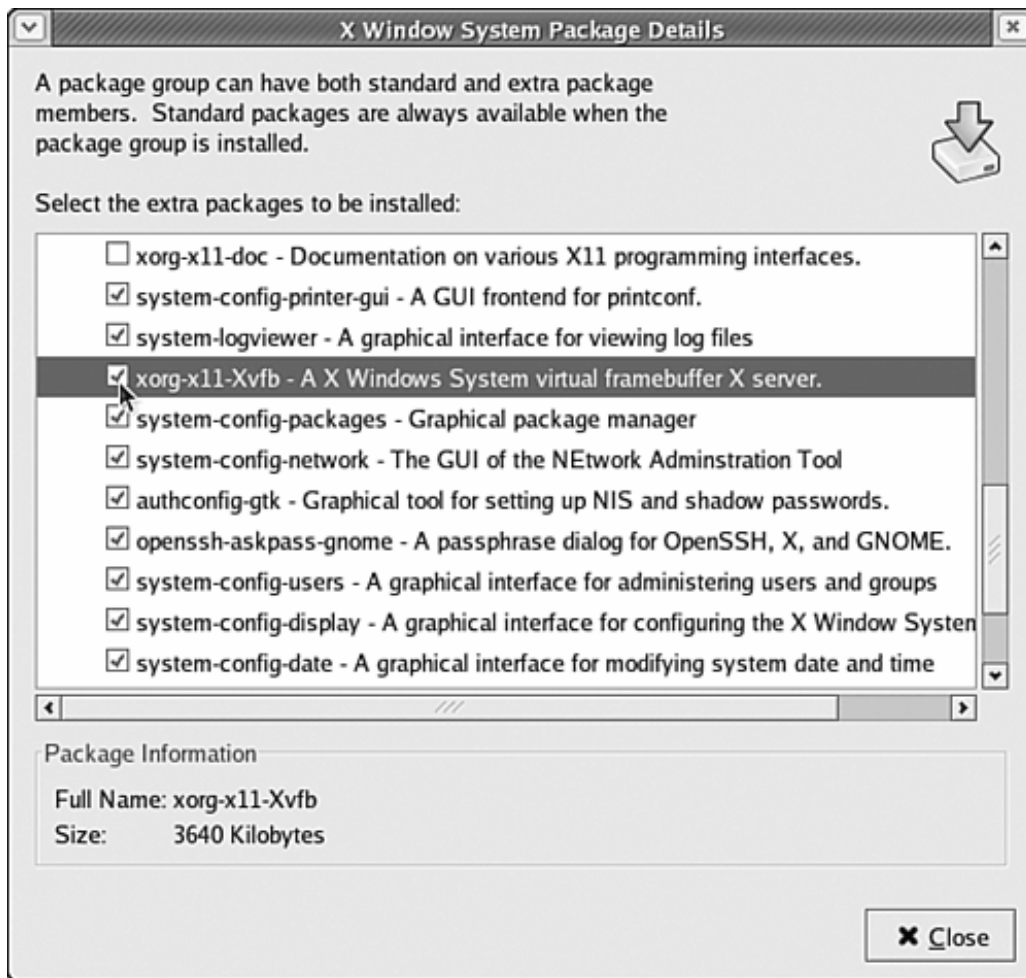 X Window System Package Details
A package group can have both standard and extra package
members. Standard packages are always available when the
package group is installed.
Select the extra packages to be installed:
xorg-x11-doc - Documentation on various X11 programming interfaces.
system-config-printer-gui - A GUI frontend for printconf.
system-logviewer - A graphical interface for viewing log files
xorg-x11-Xvfb - A X Windows System virtual framebuffer X server.
system-config-packages - Graphical package manager
system-config-network - The GUI of the NEtwork Adminstration Tool
authconfig-gtk - Graphical tool for setting up NIS and shadow passwords.
openssh-askpass-gnome - A passphrase dialog for OpenSSH, X, and GNOME.
system-config-users - A graphical interface for administering users and groups
system-config-display - A graphical interface for configuring the X Window System
system-config-date - A graphical interface for modifying system date and time
Package Information
Full Name: xorg-x11-Xvfb
Size: 3640 Kilobytes
Close